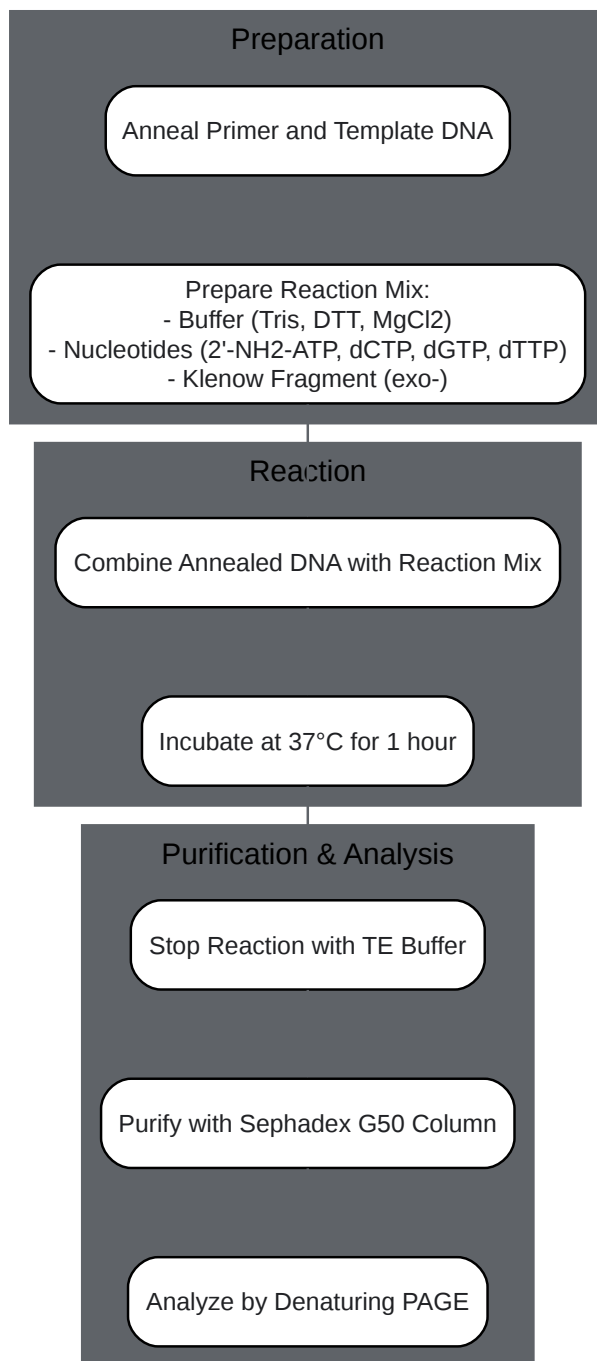 Preparation
Anneal Primer and Template DNA
Prepare Reaction Mix:
- Buffer (Tris, DTT, MgCl2)
- Nucleotides (2'-NH2-ATP, dCTP, dGTP, dTTP)
- Klenow Fragment (exo-)
Reaction
Combine Annealed DNA with Reaction Mix
Incubate at 37°C for 1 hour
Purification & Analysis
Stop Reaction with TE Buffer
Purify with Sephadex G50 Column
Analyze by Denaturing PAGE